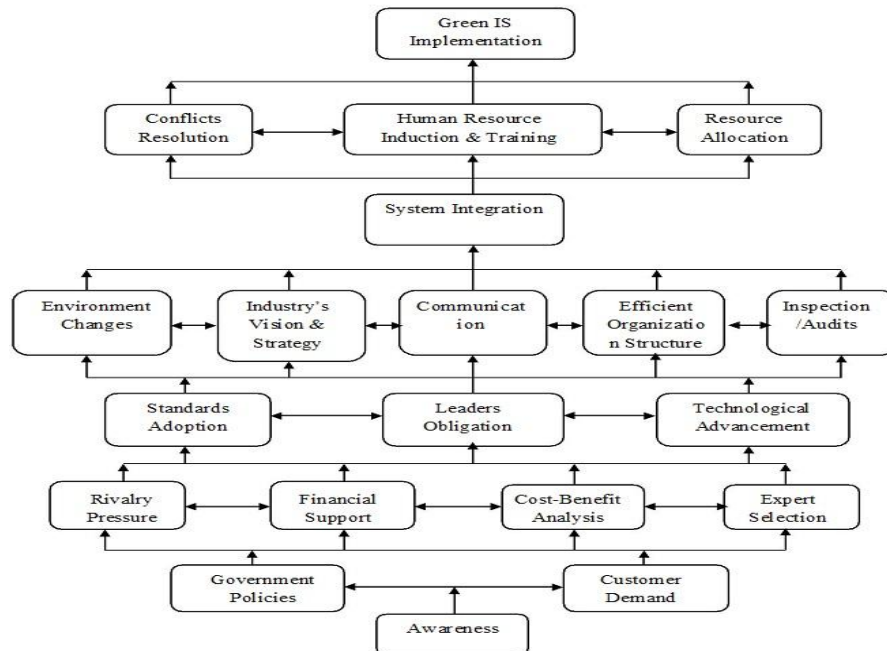 Green IS
Implementation
Conflicts
Resolution
Human Resource
Induction & Training
Resource
Allocation
System Integration
Environment
Changes
Industry's
Vision &
Strategy
Communicat
ion
Efficient
Organizatio
n Structure
Inspection
/Audits
Standards
Adoption
Leaders
Obligation
Technological
Advancement
Rivalry
Pressure
Financial
Support
Cost-Benefit
Analysis
Expert
Selection
Government
Policies
Customer
Demand
Awareness